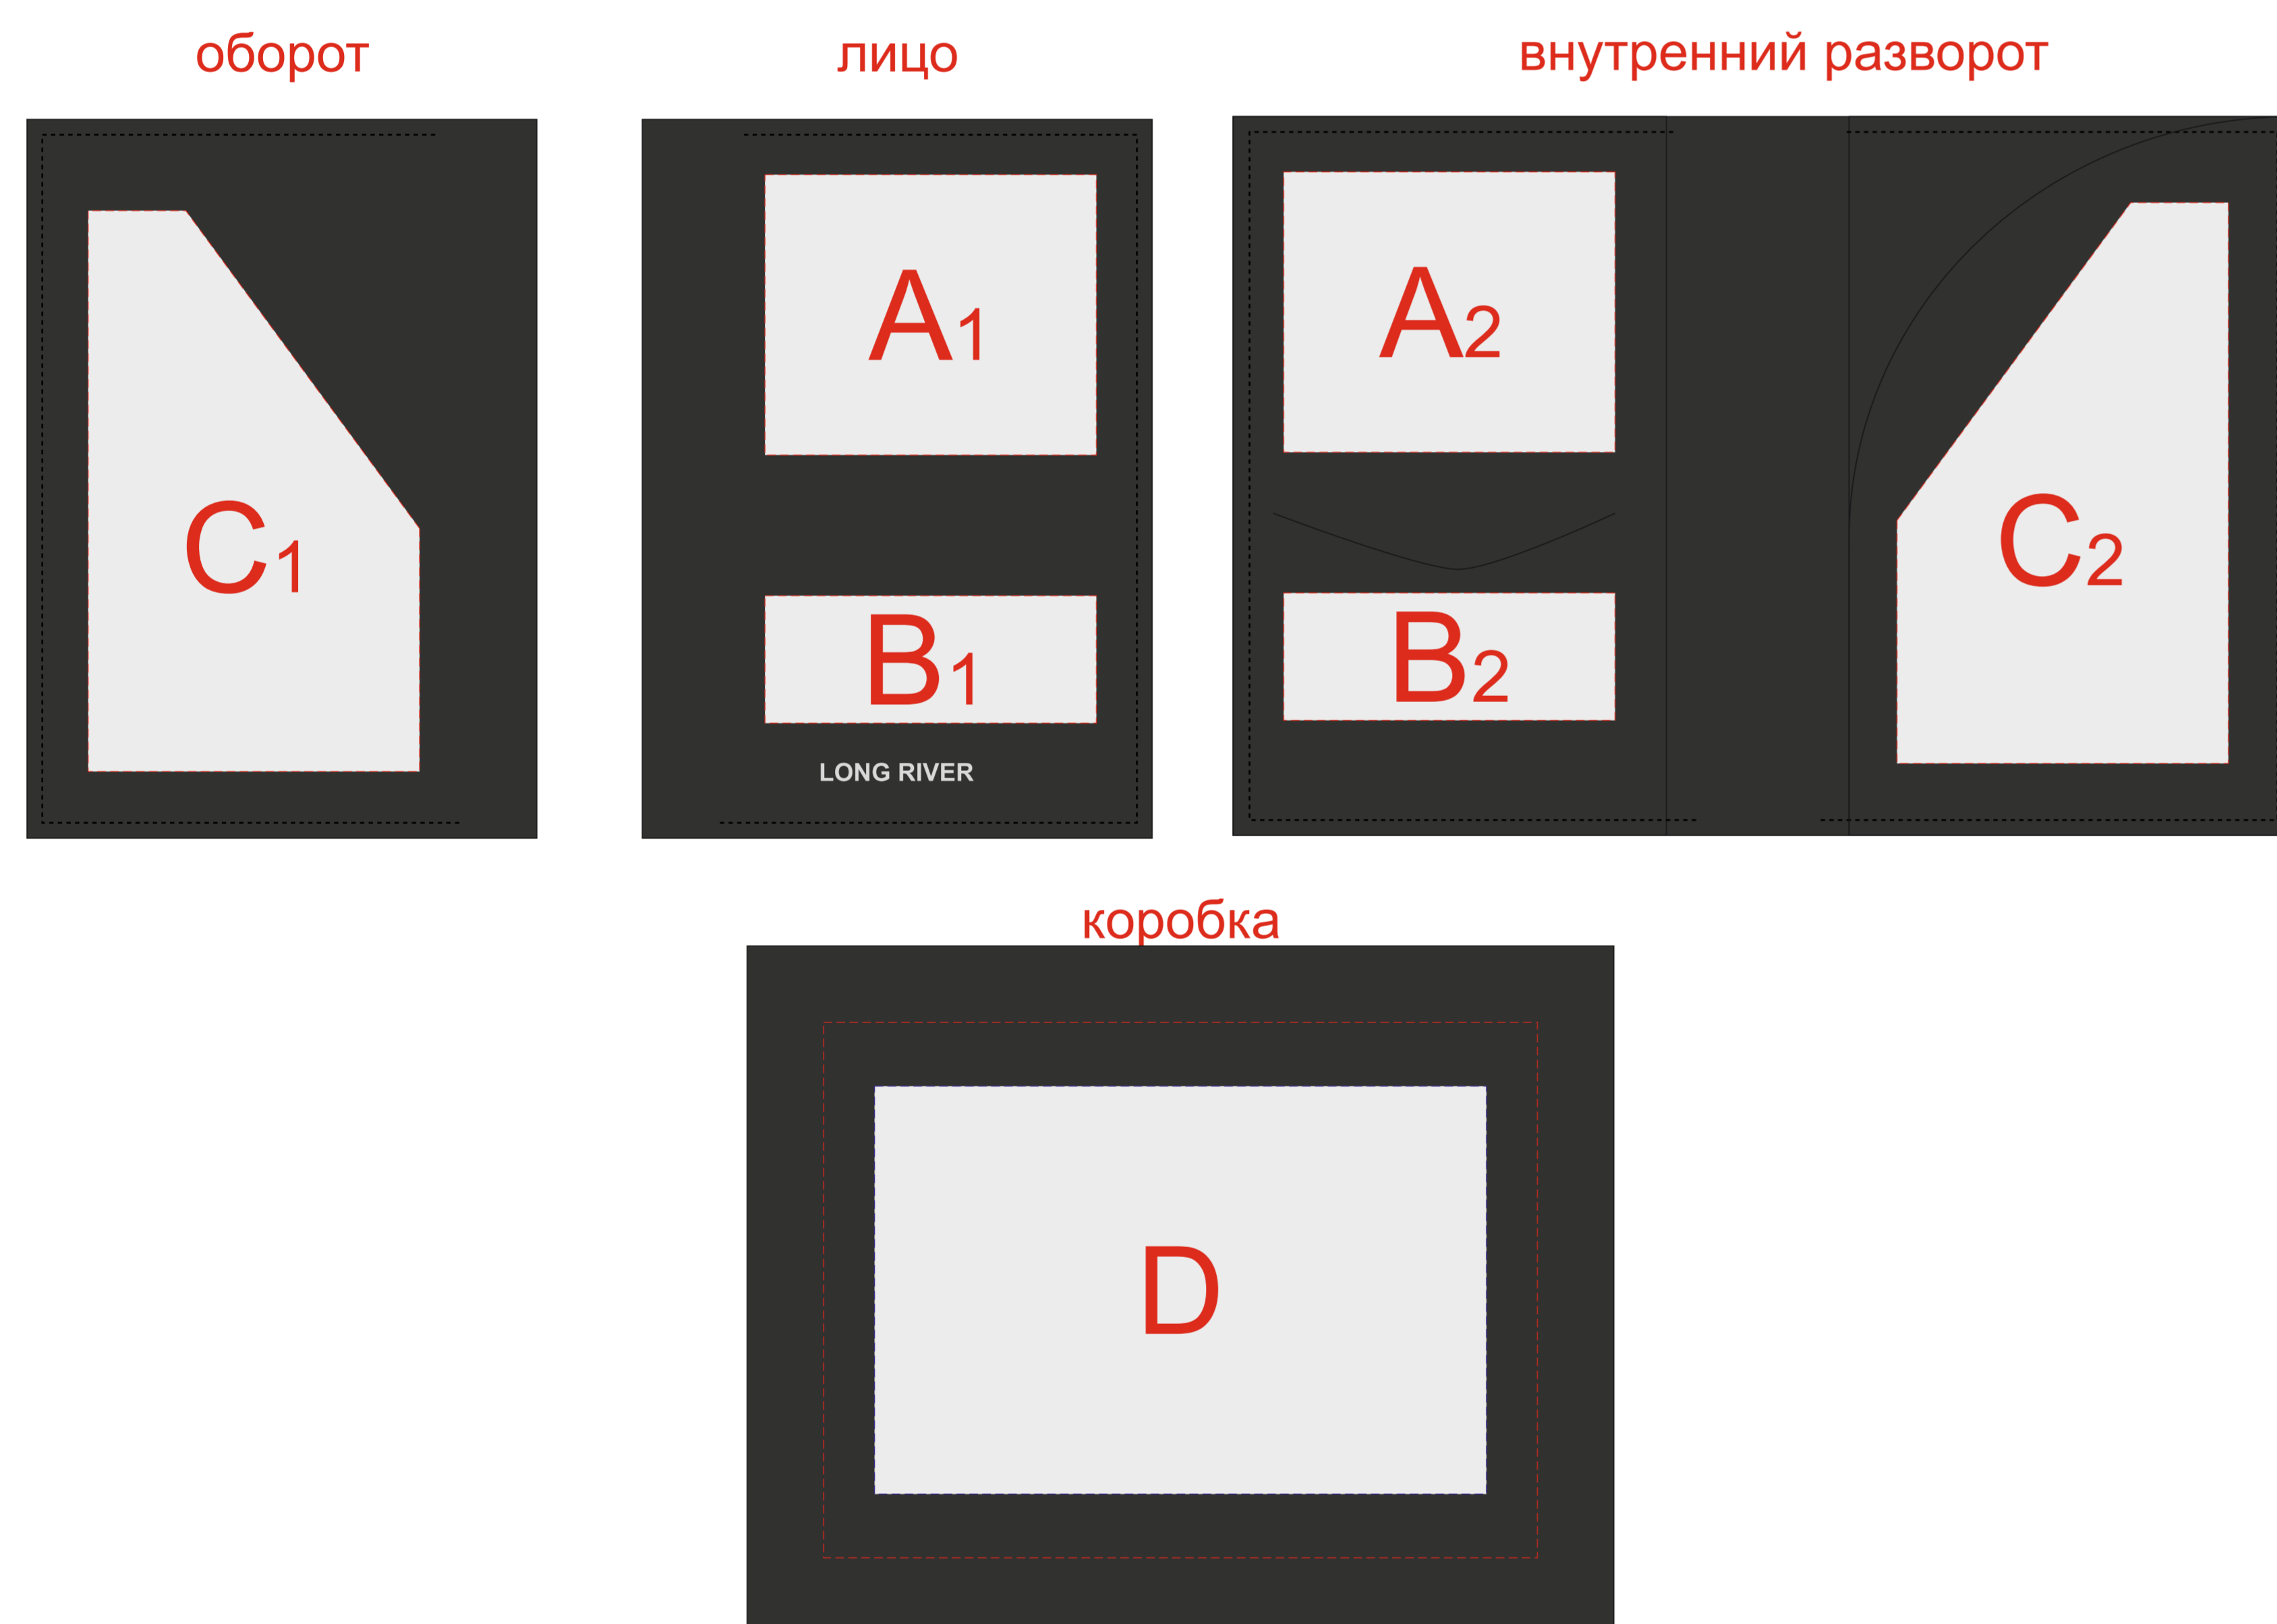 оборот
лицо
внутренний разворот
C1
A1
B1
LONG RIVER
A2
B2
C2
коробка
D